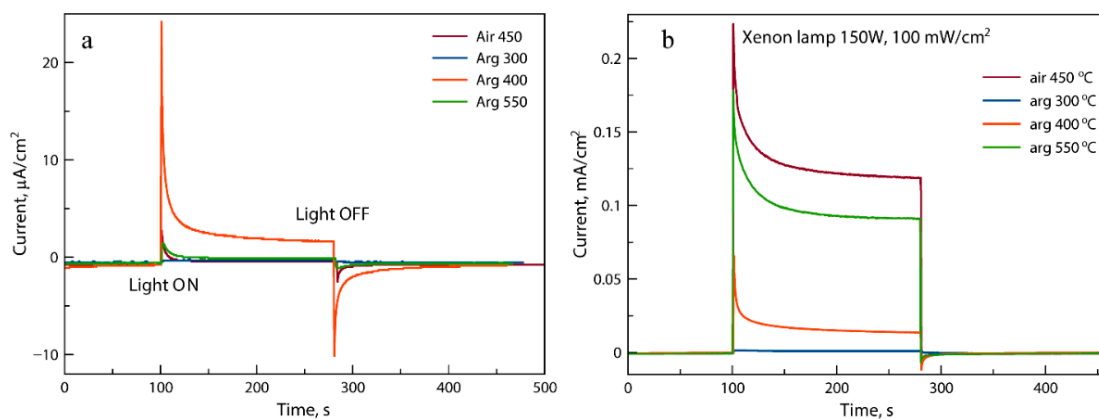 a
Air 450
Arg 300
Arg 400
Arg 550
Light OFF
Light ON
Current, μA/cm²
20
10
0
−10
0
100
200
300
400
500
Time, s
b
Xenon lamp 150W, 100 mW/cm²
air 450 °C
arg 300 °C
arg 400 °C
arg 550 °C
Current, mA/cm²
0.2
0.15
0.1
0.05
0
0
100
200
300
400
Time, s